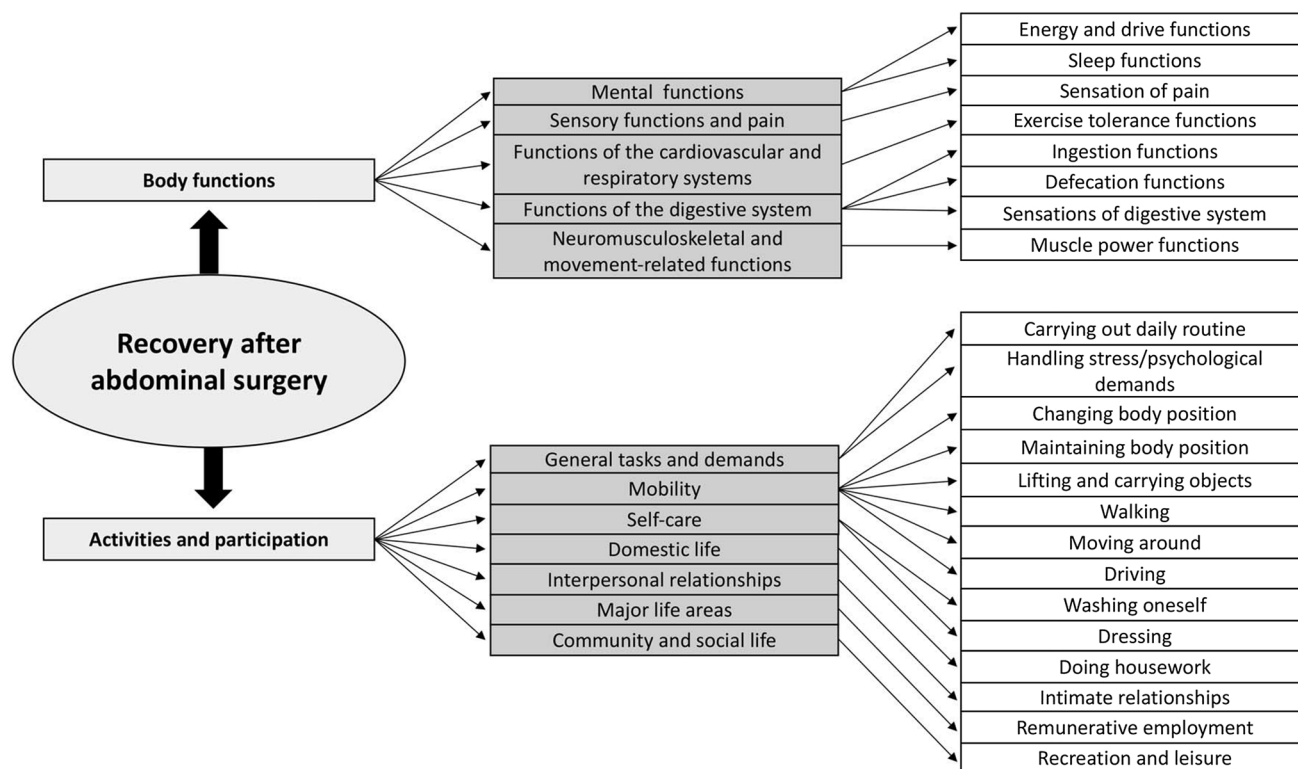 Recovery after
abdominal surgery
Body functions
Mental functions
Sensory functions and pain
Functions of the cardiovascular and
respiratory systems
Functions of the digestive system
Neuromusculoskeletal and
movement-related functions
Energy and drive functions
Sleep functions
Sensation of pain
Exercise tolerance functions
Ingestion functions
Defecation functions
Sensations of digestive system
Muscle power functions
Activities and participation
General tasks and demands
Mobility
Self-care
Domestic life
Interpersonal relationships
Major life areas
Community and social life
Carrying out daily routine
Handling stress/psychological
demands
Changing body position
Maintaining body position
Lifting and carrying objects
Walking
Moving around
Driving
Washing oneself
Dressing
Doing housework
Intimate relationships
Remunerative employment
Recreation and leisure